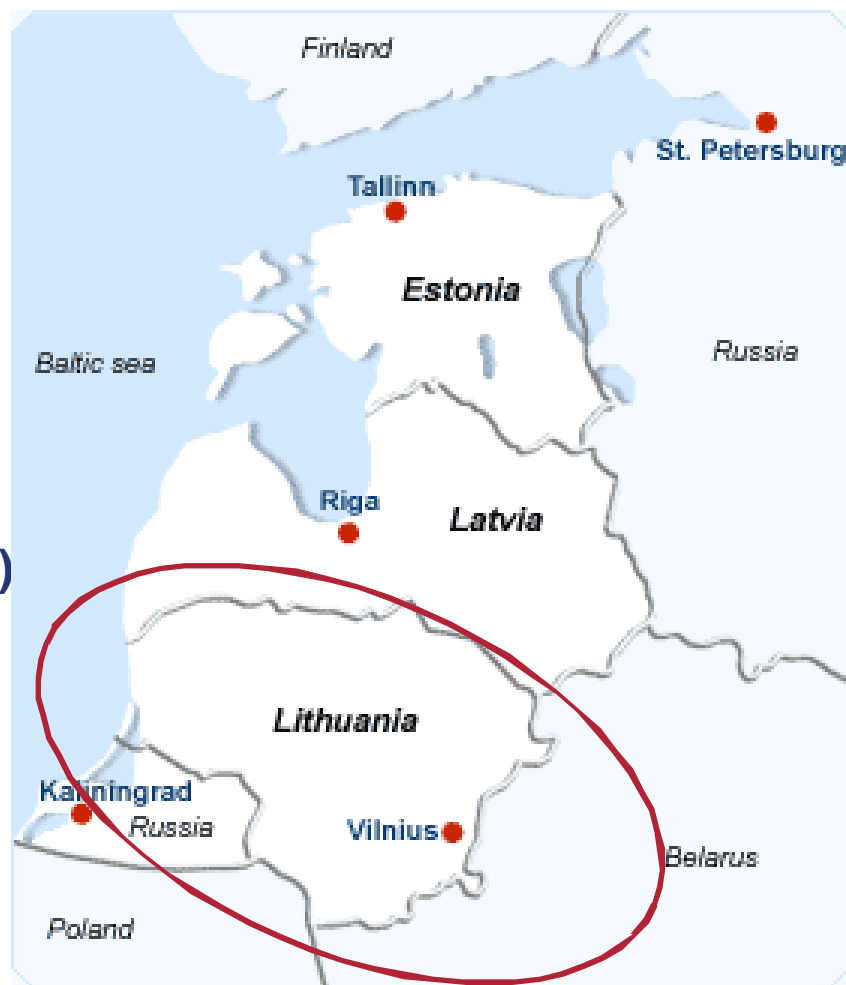 Finland
St. Petersburg
Tallinn
Estonia
Russia
Baltic sea
Riga
Latvia
)
Lithuania
Kaliningrad
Russia
Vilnius
Belarus
Poland